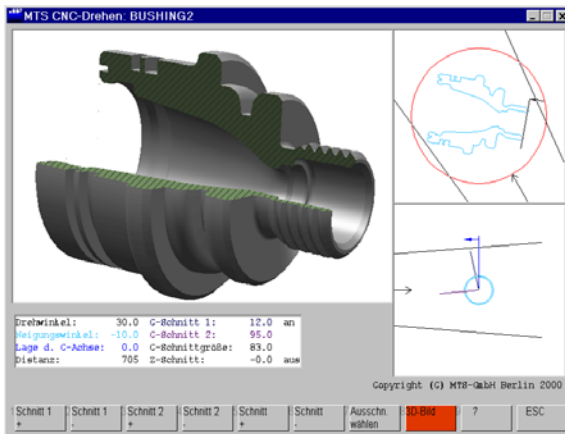 MTS CNC-Drehen: BUSHING2
Drehwinkel: 30.0 C-Schnitt 1: 12.0 an
Neigungswinkel: -10.0 C-Schnitt 2: 95.0
Lage d. C-Achse: 0.0 C-Schnittgröße: 83.0
Distanz: 705 Z-Schnitt: -0.0 aus
Copyright (G) MTS-GmbH Berlin 2000
Schnitt 1 + Schnitt 1 - Schnitt 2 + Schnitt 2 - Schnitt + Schnitt - Ausschn. wählen 3D-Bild ? ESC